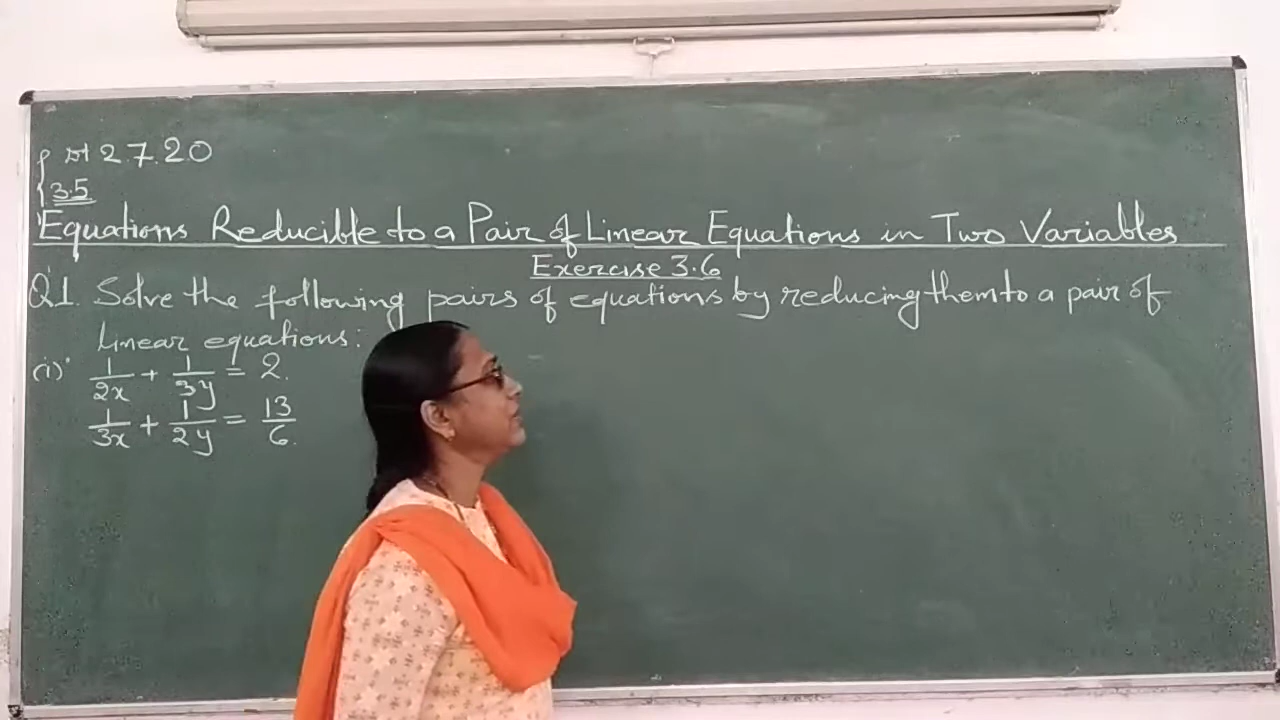 2.7.20
3.5
Equations Reducible to a Pair of Linear Equations in Two Variables
Exercise 3.6
Q1. Solve the following pairs of equations by reducing them to a pair of
linear equations:
(i) 1/2x + 1/3y = 2.
1/3x + 1/2y = 13/6.